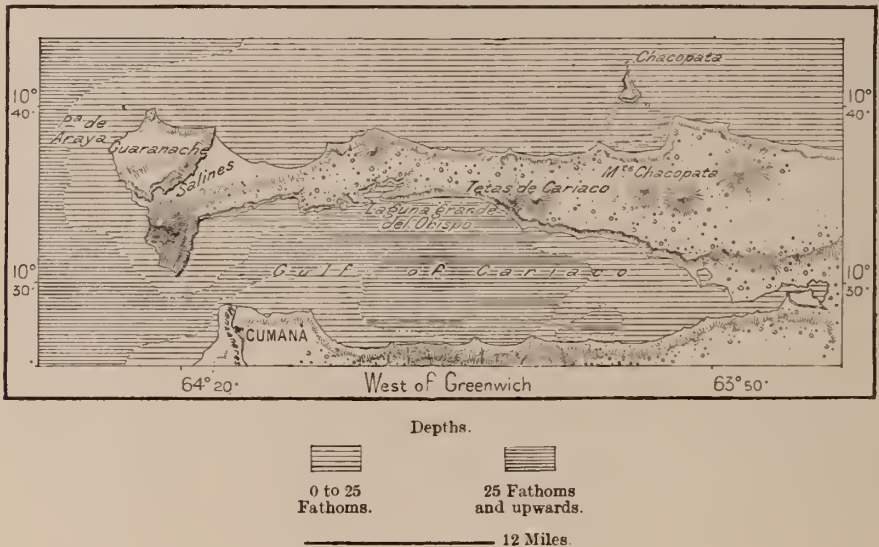 Chacopata
10°
40'
10°
40'
Pta de
Araya
Guaranache
Salines
Mts Chacopata
Tetas de Cariaco
Laguna grande
del Obispo
10°
30'
Gulf of Cariaco
10°
30'
CUMANA
64°20'
West of Greenwich
63°50'
Depths.
0 to 25
Fathoms.
25 Fathoms
and upwards.
12 Miles.